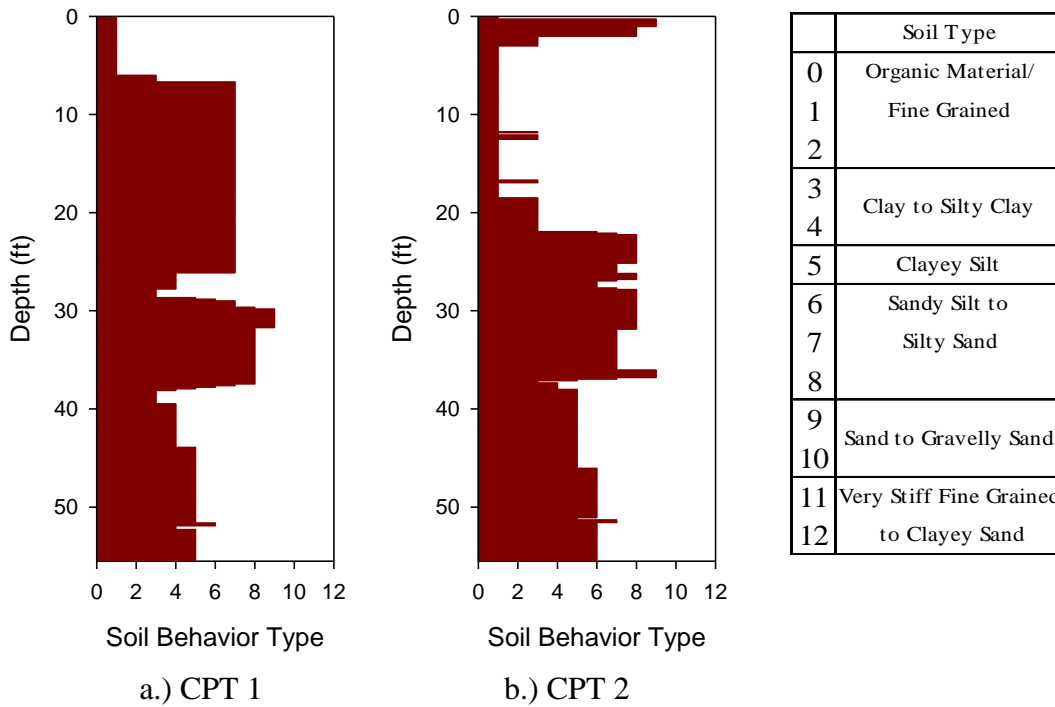 0
10
20
30
40
50
Depth (ft)
0 2 4 6 8 10 12
Soil Behavior Type
a.) CPT 1
0
10
20
30
40
50
Depth (ft)
0 2 4 6 8 10 12
Soil Behavior Type
b.) CPT 2
Soil Type
0 Organic Material/
1 Fine Grained
2
3
Clay to Silty Clay
4
5 Clayey Silt
6 Sandy Silt to
7 Silty Sand
8
9
Sand to Gravelly Sand
10
11 Very Stiff Fine Grained
12 to Clayey Sand